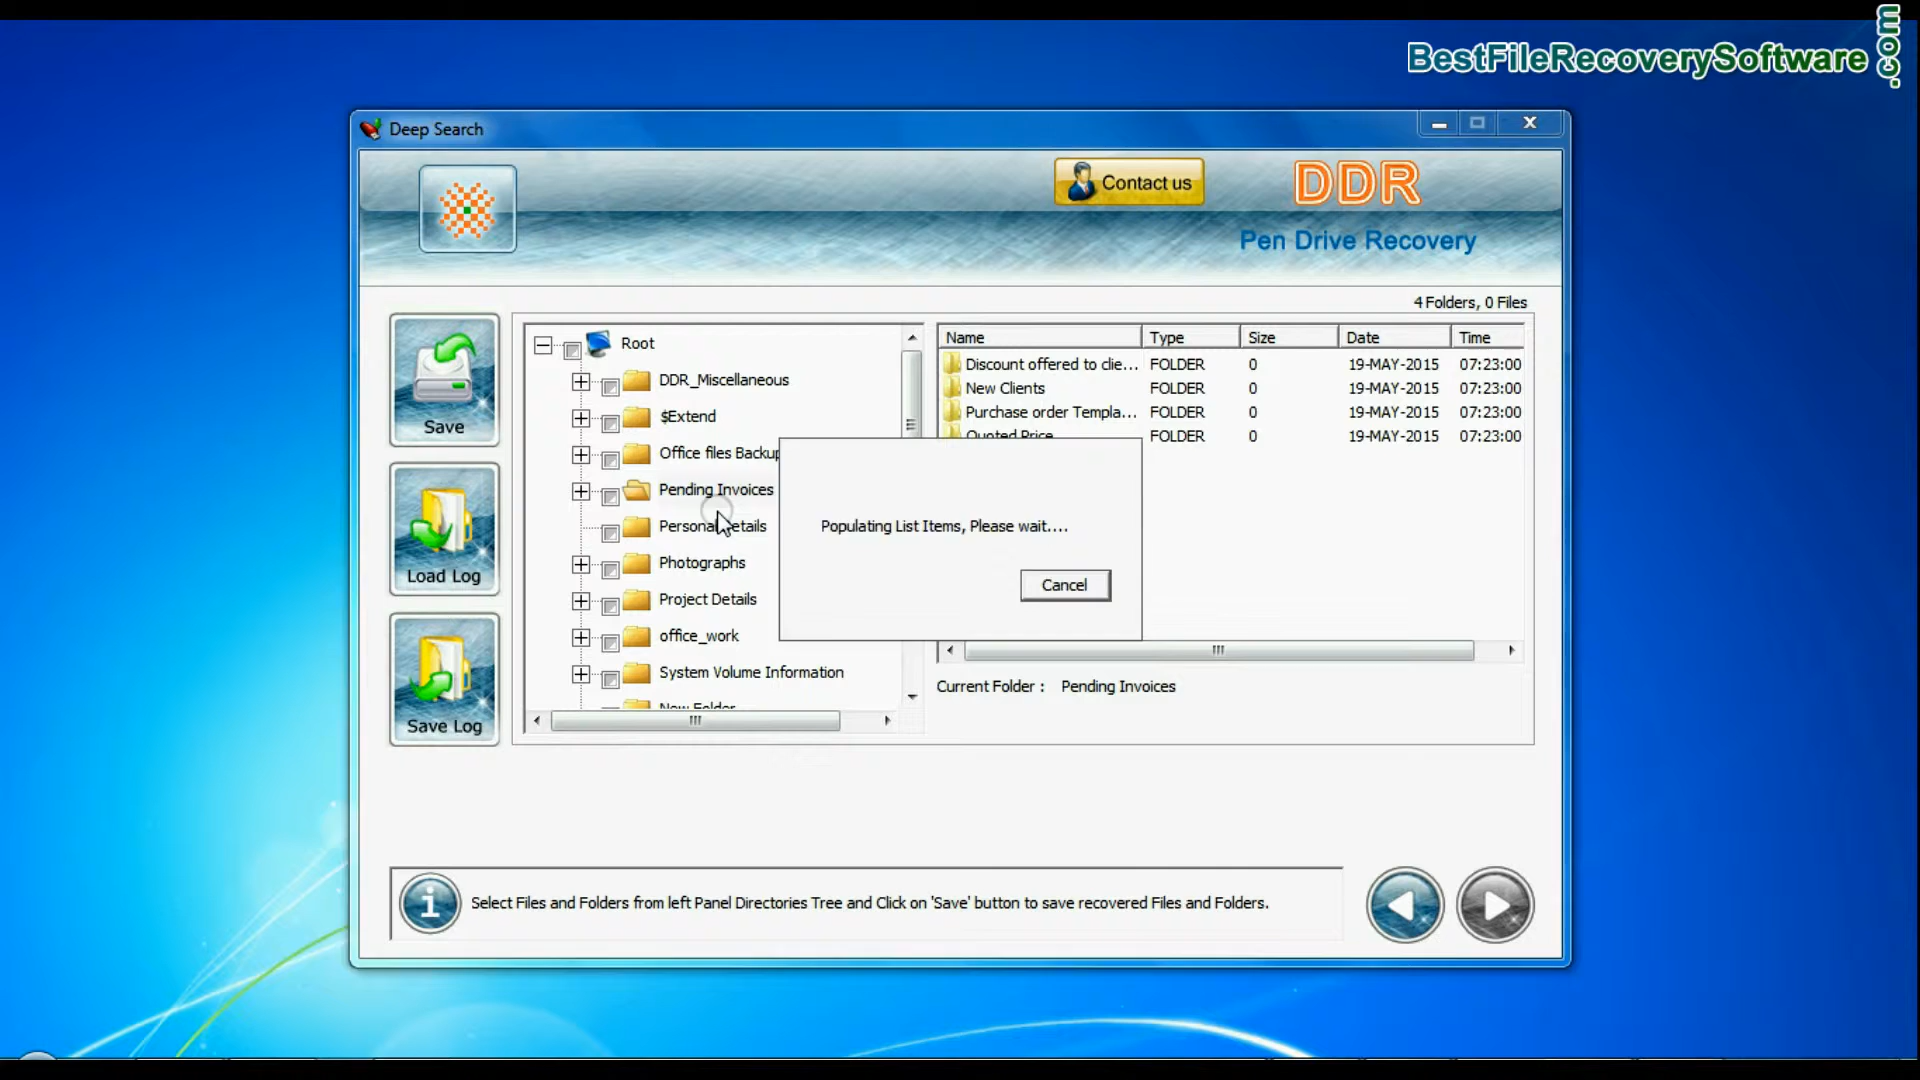 BestFileRecoverySoftware.com
Deep Search
Contact us
DDR
Pen Drive Recovery
4 Folders, 0 Files
Save
Load Log
Save Log
Root
DDR_Miscellaneous
$Extend
Office files Backup
Pending Invoices
Personal Details
Photographs
Project Details
office_work
System Volume Information
New Folder
Name Type Size Date Time
Discount offered to clie... FOLDER 0 19-MAY-2015 07:23:00
New Clients FOLDER 0 19-MAY-2015 07:23:00
Purchase order Templa... FOLDER 0 19-MAY-2015 07:23:00
Quoted Price FOLDER 0 19-MAY-2015 07:23:00
Populating List Items, Please wait....
Cancel
Current Folder : Pending Invoices
Select Files and Folders from left Panel Directories Tree and Click on 'Save' button to save recovered Files and Folders.